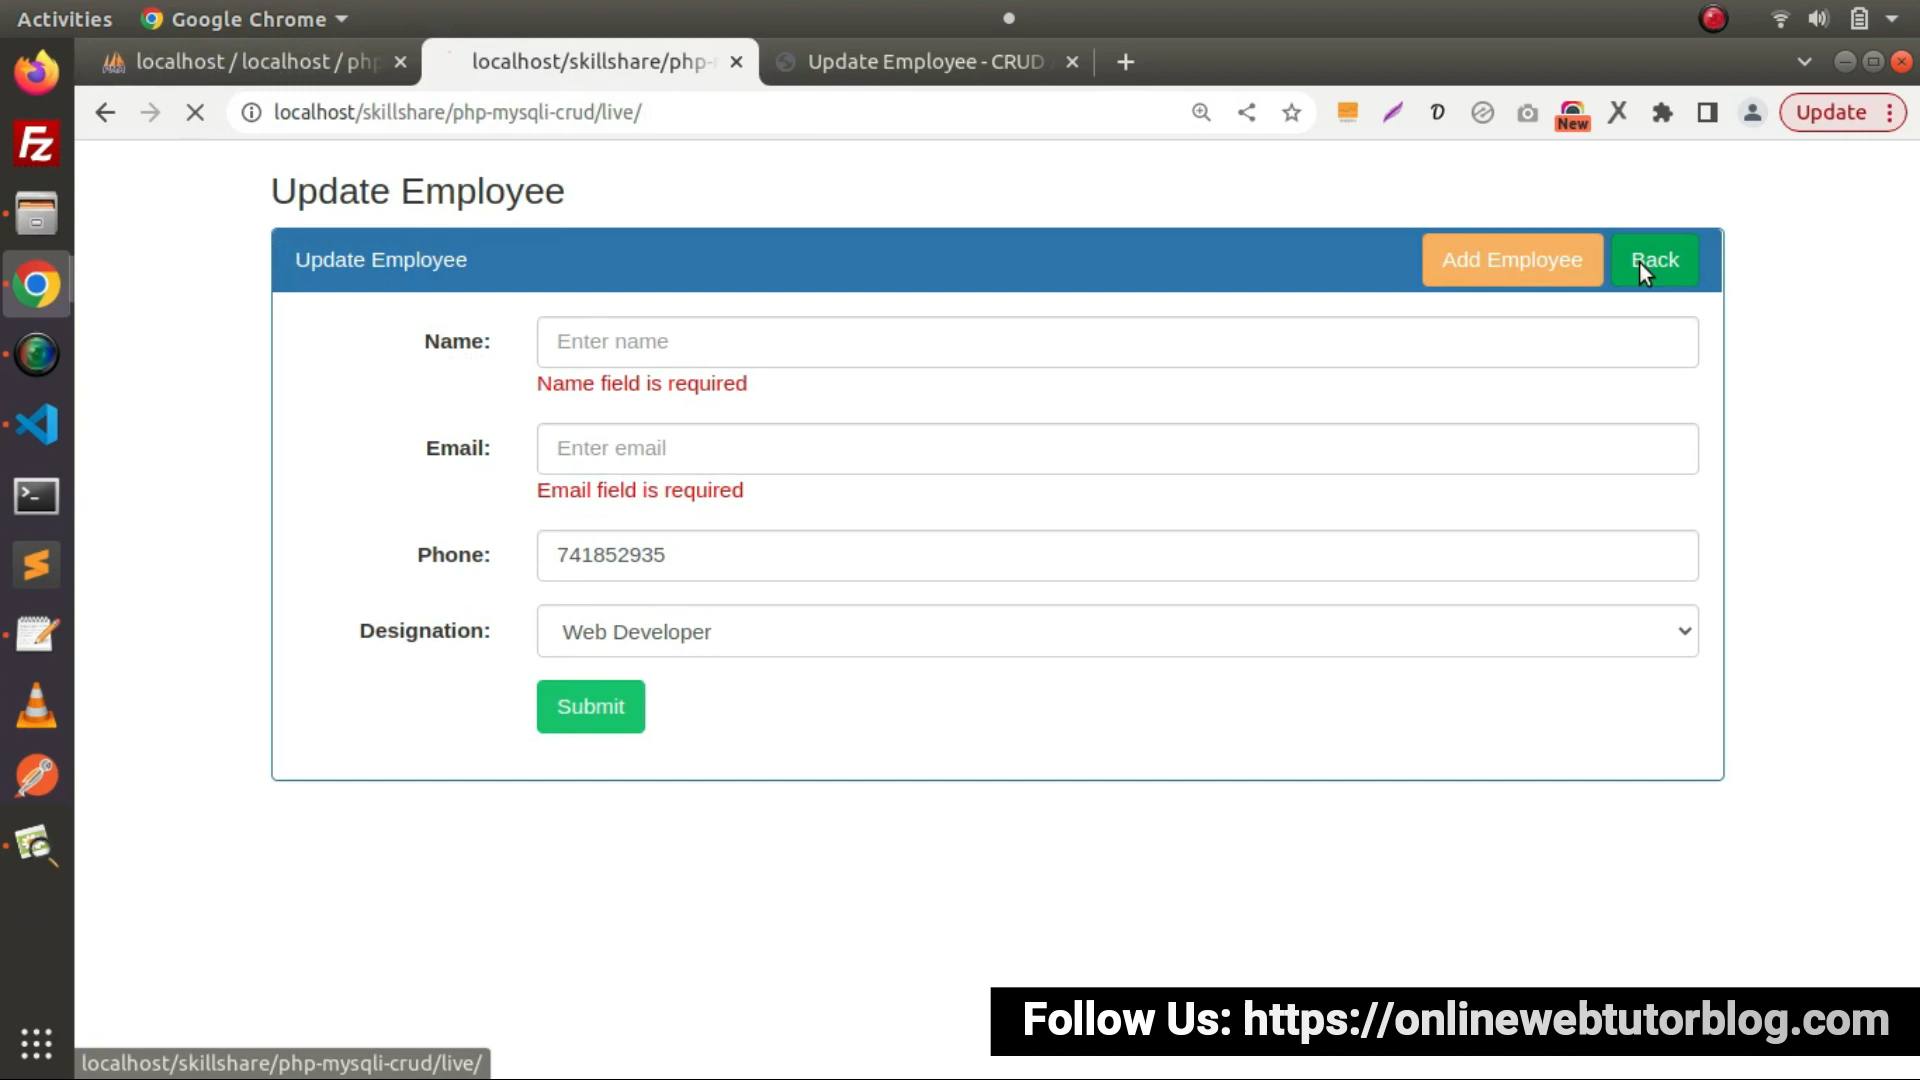 Activities Google Chrome
localhost / localhost / php
localhost/skillshare/php-
Update Employee - CRUD
localhost/skillshare/php-mysqli-crud/live/
New
Update
Update Employee
Update Employee
Add Employee
Back
Name:
Enter name
Name field is required
Email:
Enter email
Email field is required
Phone:
741852935
Designation:
Web Developer
Submit
Follow Us: https://onlinewebtutorblog.com
localhost/skillshare/php-mysqli-crud/live/